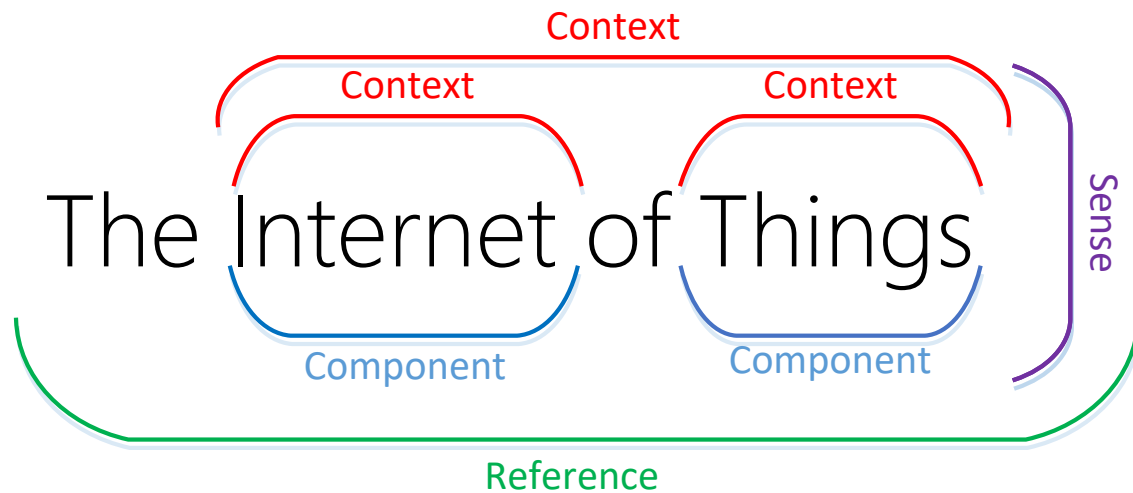 Context
Context Context
The Internet of Things
Sense
Component Component
Reference